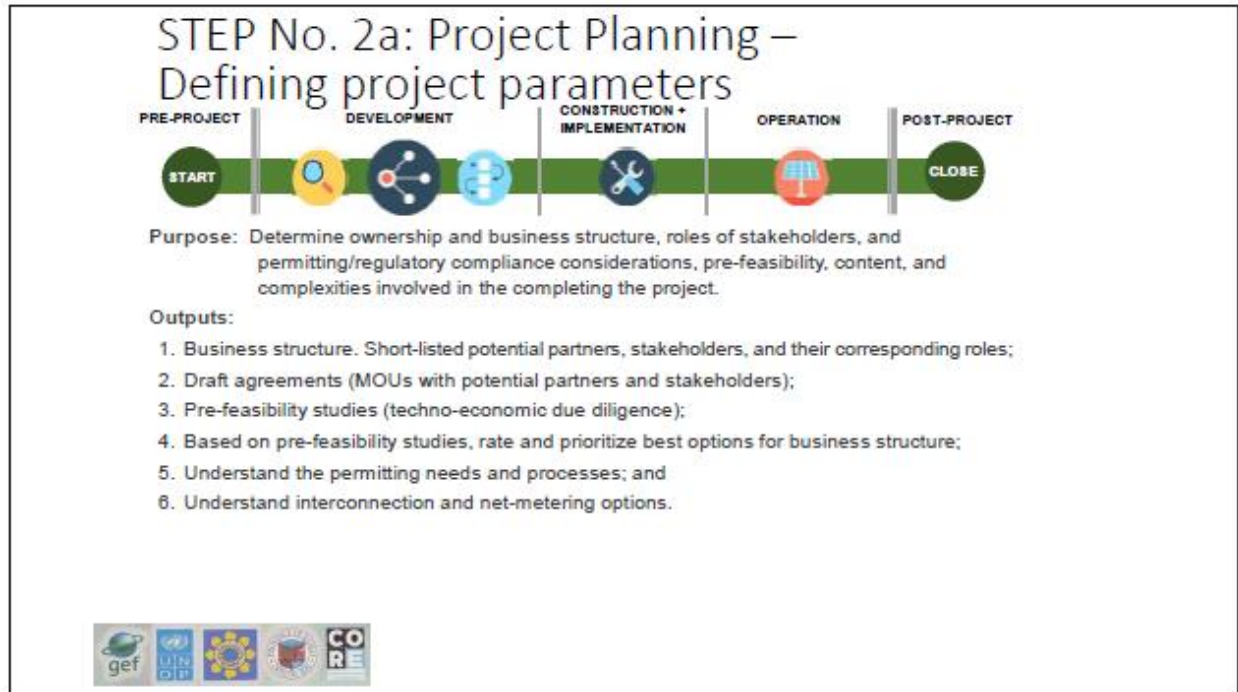 STEP No. 2a: Project Planning –
Defining project parameters
PRE-PROJECT
DEVELOPMENT
CONSTRUCTION +
IMPLEMENTATION
OPERATION
POST-PROJECT
START
CLOSE
Purpose: Determine ownership and business structure, roles of stakeholders, and
permitting/regulatory compliance considerations, pre-feasibility, content, and
complexities involved in the completing the project.
Outputs:
1. Business structure. Short-listed potential partners, stakeholders, and their corresponding roles;
2. Draft agreements (MOUs with potential partners and stakeholders);
3. Pre-feasibility studies (techno-economic due diligence);
4. Based on pre-feasibility studies, rate and prioritize best options for business structure;
5. Understand the permitting needs and processes; and
6. Understand interconnection and net-metering options.
gef
UN
DP
CO
RE